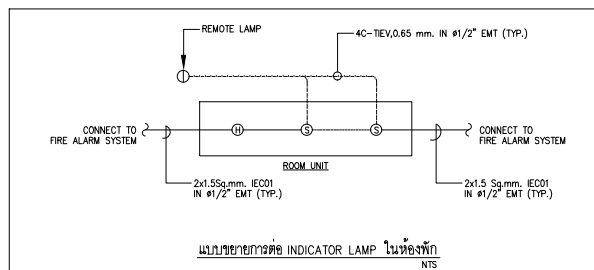 REMOTE LAMP
4C-TIEV,0.65 mm. IN ø1/2" EMT (TYP.)
CONNECT TO
FIRE ALARM SYSTEM
H
S
S
CONNECT TO
FIRE ALARM SYSTEM
ROOM UNIT
2x1.5Sq.mm. IEC01
IN ø1/2" EMT (TYP.)
2x1.5 Sq.mm. IEC01
IN ø1/2" EMT (TYP.)
แบบขยายการต่อ INDICATOR LAMP ในห้องพัก
NTS